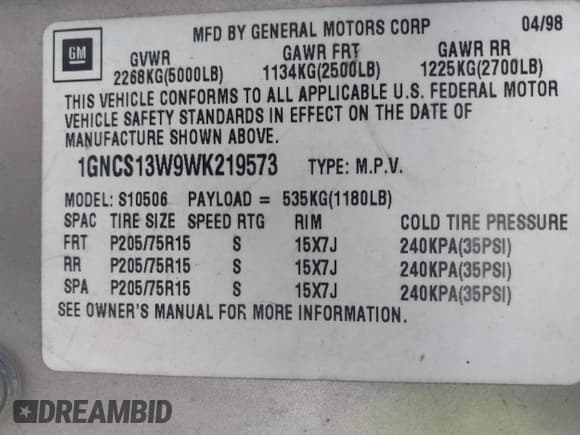 GM
MFD BY GENERAL MOTORS CORP 04/98
GVWR GAWR FRT GAWR RR
2268KG(5000LB) 1134KG(2500LB) 1225KG(2700LB)
THIS VEHICLE CONFORMS TO ALL APPLICABLE U.S. FEDERAL MOTOR
VEHICLE SAFETY STANDARDS IN EFFECT ON THE DATE OF
MANUFACTURE SHOWN ABOVE.
1GNCS13W9WK219573 TYPE: M.P.V.
MODEL: S10506 PAYLOAD = 535KG(1180LB)
SPAC TIRE SIZE SPEED RTG RIM COLD TIRE PRESSURE
FRT P205/75R15 S 15X7J 240KPA(35PSI)
RR P205/75R15 S 15X7J 240KPA(35PSI)
SPA P205/75R15 S 15X7J 240KPA(35PSI)
SEE OWNER'S MANUAL FOR MORE INFORMATION.
DREAMBID